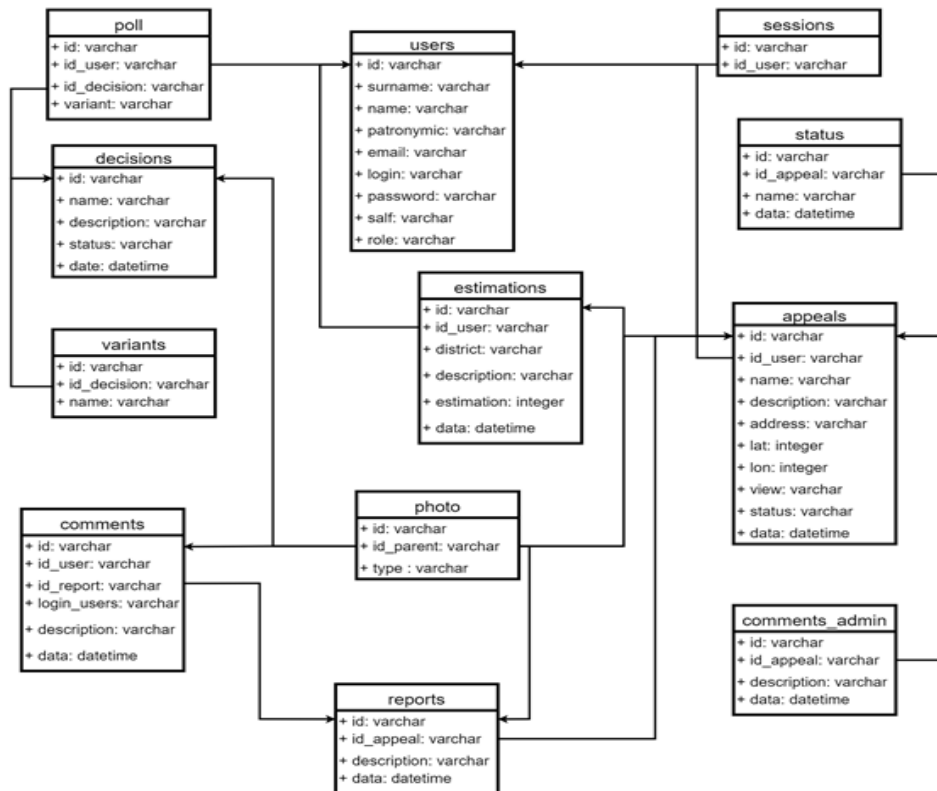 poll
+ id: varchar
+ id_user: varchar
+ id_decision: varchar
+ variant: varchar
users
+ id: varchar
+ surname: varchar
+ name: varchar
+ patronymic: varchar
+ email: varchar
+ login: varchar
+ password: varchar
+ salf: varchar
+ role: varchar
sessions
+ id: varchar
+ id_user: varchar
status
+ id: varchar
+ id_appeal: varchar
+ name: varchar
+ data: datetime
decisions
+ id: varchar
+ name: varchar
+ description: varchar
+ status: varchar
+ date: datetime
estimations
+ id: varchar
+ id_user: varchar
+ district: varchar
+ description: varchar
+ estimation: integer
+ data: datetime
appeals
+ id: varchar
+ id_user: varchar
+ name: varchar
+ description: varchar
+ address: varchar
+ lat: integer
+ lon: integer
+ view: varchar
+ status: varchar
+ data: datetime
variants
+ id: varchar
+ id_decision: varchar
+ name: varchar
comments
+ id: varchar
+ id_user: varchar
+ id_report: varchar
+ login_users: varchar
+ description: varchar
+ data: datetime
photo
+ id: varchar
+ id_parent: varchar
+ type : varchar
comments_admin
+ id: varchar
+ id_appeal: varchar
+ description: varchar
+ data: datetime
reports
+ id: varchar
+ id_appeal: varchar
+ description: varchar
+ data: datetime